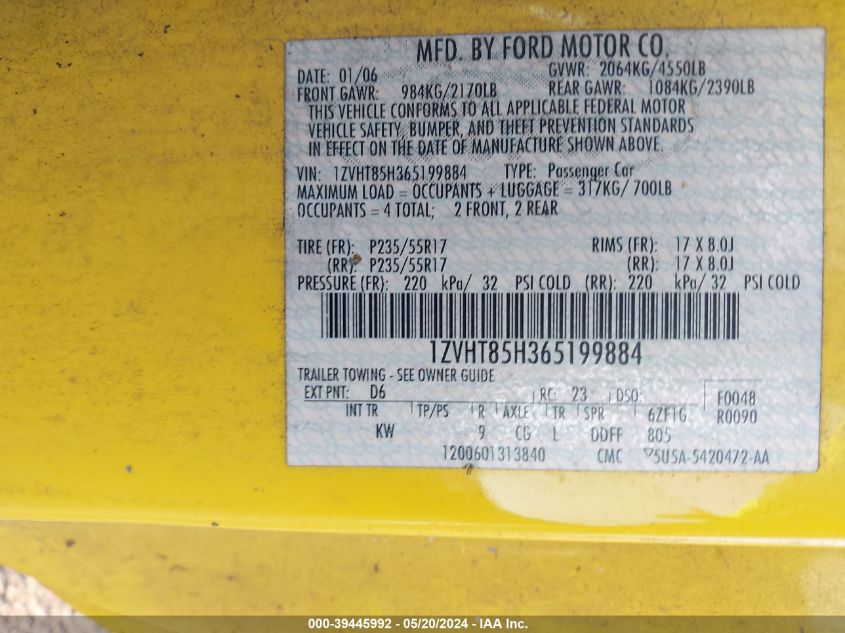 MFD. BY FORD MOTOR CO.
DATE: 01/06 GVWR: 2064KG/4550LB
FRONT GAWR: 984KG/2170LB REAR GAWR: 1084KG/2390LB
THIS VEHICLE CONFORMS TO ALL APPLICABLE FEDERAL MOTOR
VEHICLE SAFETY, BUMPER, AND THEFT PREVENTION STANDARDS
IN EFFECT ON THE DATE OF MANUFACTURE SHOWN ABOVE.
VIN: 1ZVHT85H365199884 TYPE: Passenger Car
MAXIMUM LOAD = OCCUPANTS + LUGGAGE = 317KG/ 700LB
OCCUPANTS = 4 TOTAL; 2 FRONT, 2 REAR
TIRE (FR): P235/55R17 RIMS (FR): 17 X 8.0J
(RR): P235/55R17 (RR): 17 X 8.0J
PRESSURE (FR): 220 kPa/ 32 PSI COLD (RR): 220 kPa/ 32 PSI COLD
1ZVHT85H365199884
TRAILER TOWING - SEE OWNER GUIDE
EXT PNT: D6 RC: 23 DSO: F0048
INT TR TP/PS R AXLE TR SPR 6ZF1G R0090
KW 9 CG L DDFF 805
1200601313840 CMC ▽5U5A-5420472-AA
000-39445992 - 05/20/2024 - IAA Inc.